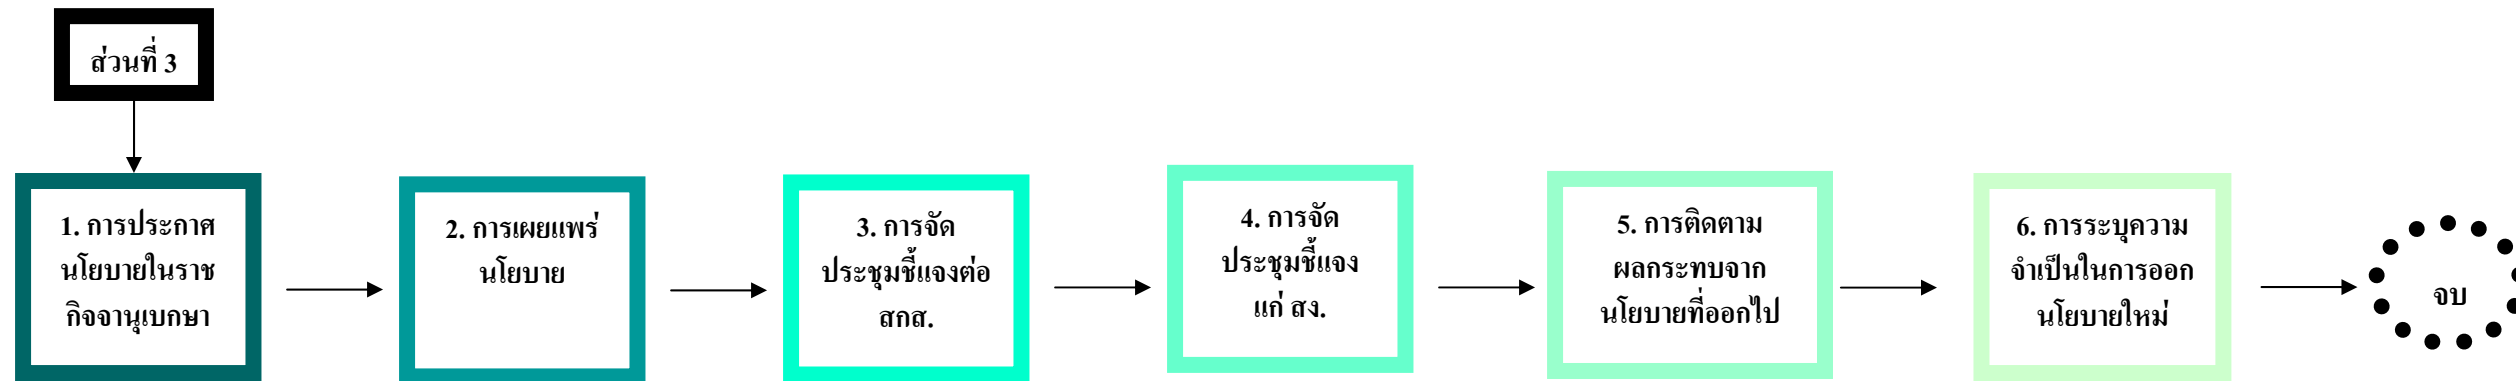 ส่วนที่ 3
1. การประกาศ
นโยบายในราช
กิจจานุเบกษา
2. การเผยแพร่
นโยบาย
3. การจัด
ประชุมชี้แจงต่อ
สกส.
4. การจัด
ประชุมชี้แจง
แก่ สง.
5. การติดตาม
ผลกระทบจาก
นโยบายที่ออกไป
6. การระบุความ
จำเป็นในการออก
นโยบายใหม่
จบ